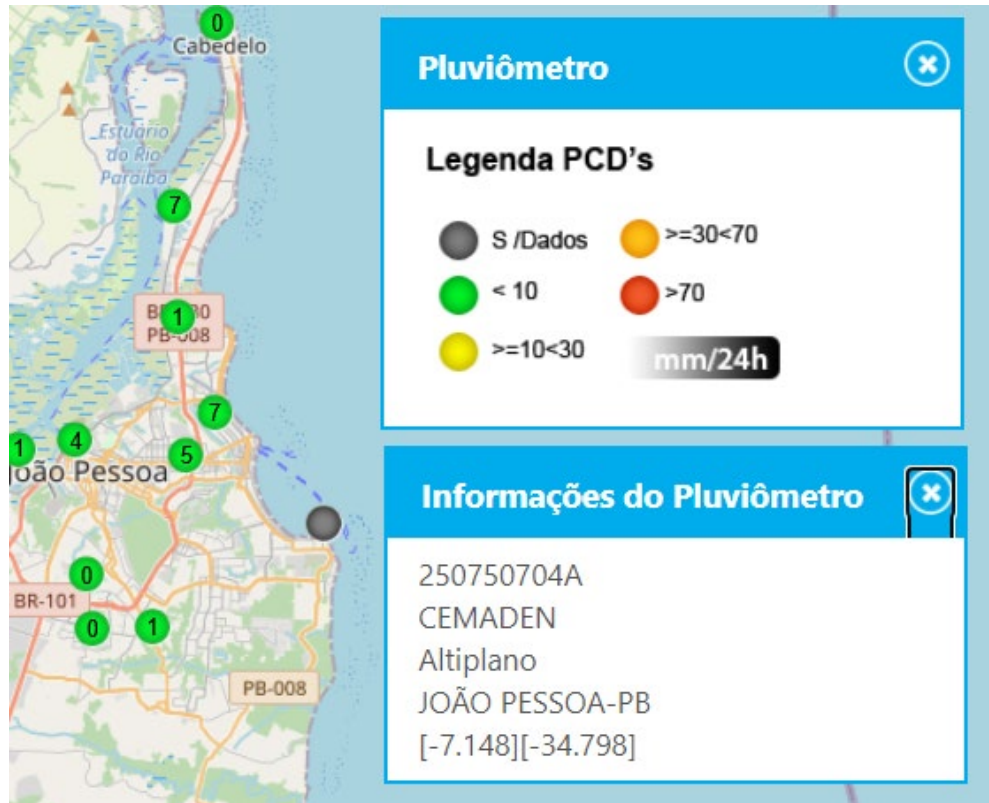 0
Cabedelo
Estuário
do Rio
Paraíba
7
1
PB-008
7
1
4
5
João Pessoa
0
BR-101
0
1
PB-008
Pluviômetro
Legenda PCD's
S /Dados
>=30<70
< 10
>70
>=10<30
mm/24h
Informações do Pluviômetro
250750704A
CEMADEN
Altiplano
JOÃO PESSOA-PB
[-7.148][-34.798]